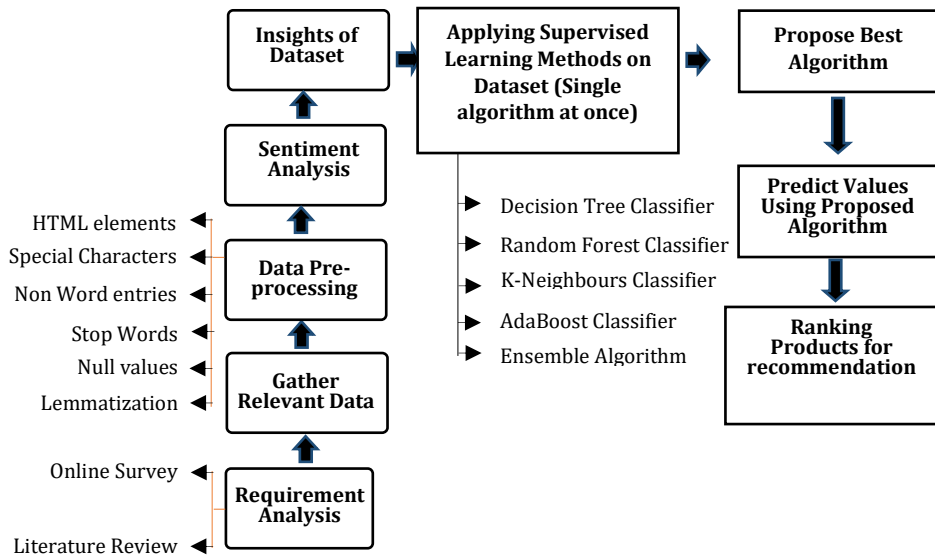 Insights of
Dataset
Applying Supervised
Learning Methods on
Dataset (Single
algorithm at once)
Propose Best
Algorithm
Sentiment
Analysis
Predict Values
Using Proposed
Algorithm
HTML elements
Special Characters
Non Word entries
Stop Words
Null values
Lemmatization
Data Pre-
processing
Decision Tree Classifier
Random Forest Classifier
K-Neighbours Classifier
AdaBoost Classifier
Ensemble Algorithm
Ranking
Products for
recommendation
Gather
Relevant Data
Online Survey
Literature Review
Requirement
Analysis